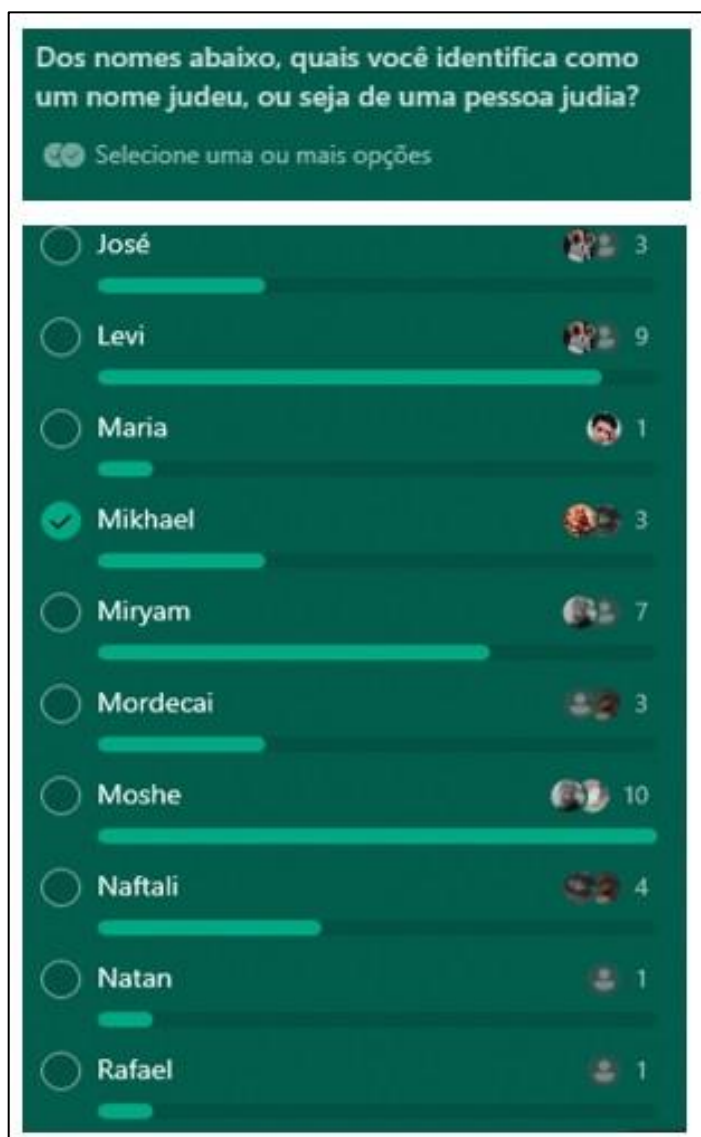 Dos nomes abaixo, quais você identifica como
um nome judeu, ou seja de uma pessoa judia?
Selecione uma ou mais opções
José 3
Levi 9
Maria 1
Mikhael 3
Miryam 7
Mordecai 3
Moshe 10
Naftali 4
Natan 1
Rafael 1